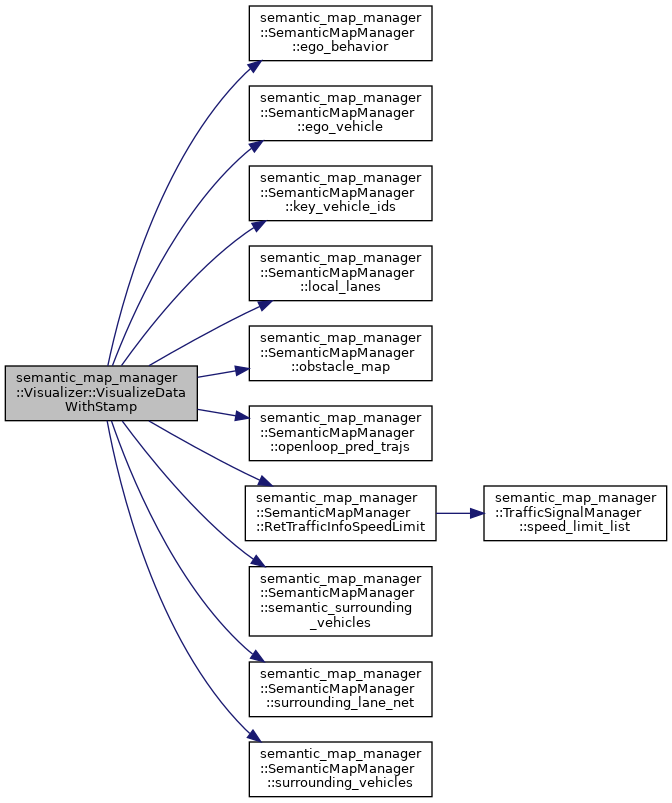 semantic_map_manager
::SemanticMapManager
::ego_behavior
semantic_map_manager
::SemanticMapManager
::ego_vehicle
semantic_map_manager
::SemanticMapManager
::key_vehicle_ids
semantic_map_manager
::SemanticMapManager
::local_lanes
semantic_map_manager
::SemanticMapManager
::obstacle_map
semantic_map_manager
::Visualizer::VisualizeData
WithStamp
semantic_map_manager
::SemanticMapManager
::openloop_pred_trajs
semantic_map_manager
::SemanticMapManager
::RetTrafficInfoSpeedLimit
semantic_map_manager
::TrafficSignalManager
::speed_limit_list
semantic_map_manager
::SemanticMapManager
::semantic_surrounding
_vehicles
semantic_map_manager
::SemanticMapManager
::surrounding_lane_net
semantic_map_manager
::SemanticMapManager
::surrounding_vehicles